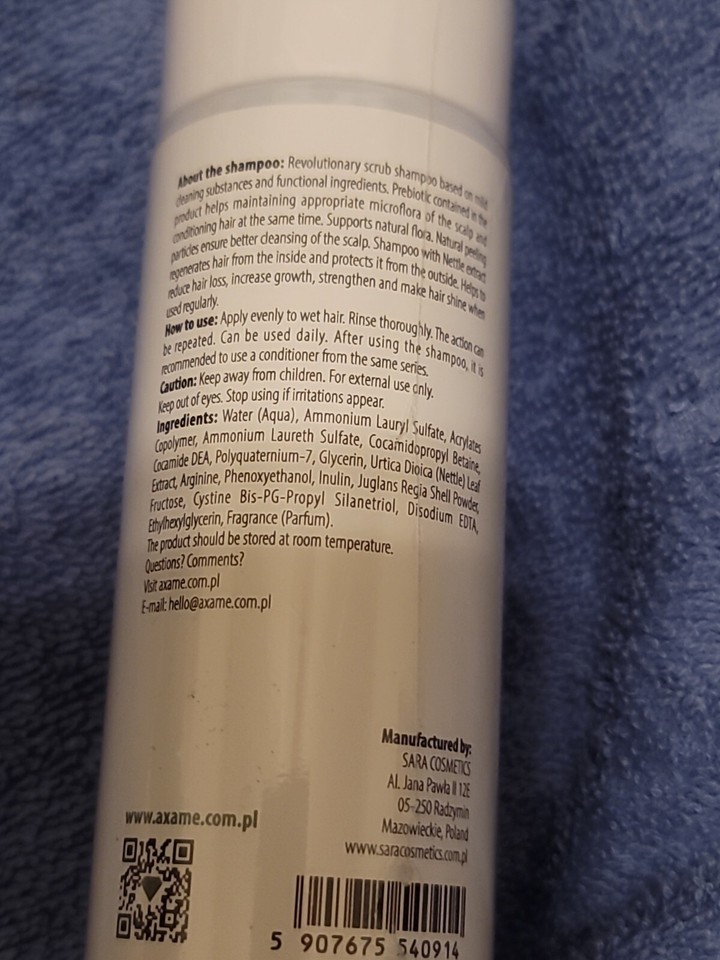 About the shampoo: Revolutionary scrub shampoo based on mild
cleaning substances and functional ingredients. Prebiotic contained in the
product helps maintaining appropriate microflora of the scalp and
conditioning hair at the same time. Supports natural flora. Natural peeling
particles ensure better cleansing of the scalp. Shampoo with Nettle extract
regenerates hair from the inside and protects it from the outside. Helps to
reduce hair loss, increase growth, strengthen and make hair shine when
used regularly.
How to use: Apply evenly to wet hair. Rinse thoroughly. The action can
be repeated. Can be used daily. After using the shampoo, it is
recommended to use a conditioner from the same series.
Caution: Keep away from children. For external use only.
Keep out of eyes. Stop using if irritations appear.
Ingredients: Water (Aqua), Ammonium Lauryl Sulfate, Acrylates
Copolymer, Ammonium Laureth Sulfate, Cocamidopropyl Betaine,
Cocamide DEA, Polyquaternium-7, Glycerin, Urtica Dioica (Nettle) Leaf
Extract, Arginine, Phenoxyethanol, Inulin, Juglans Regia Shell Powder,
Fructose, Cystine Bis-PG-Propyl Silanetriol, Disodium EDTA,
Ethylhexylglycerin, Fragrance (Parfum).
The product should be stored at room temperature.
Questions? Comments?
Visit axame.com.pl
E-mail: hello@axame.com.pl
Manufactured by:
SARA COSMETICS
Al. Jana Pawła II 12E
05-250 Radzymin
Mazowieckie, Poland
www.saracosmetics.com.pl
www.axame.com.pl
5 907675 540914